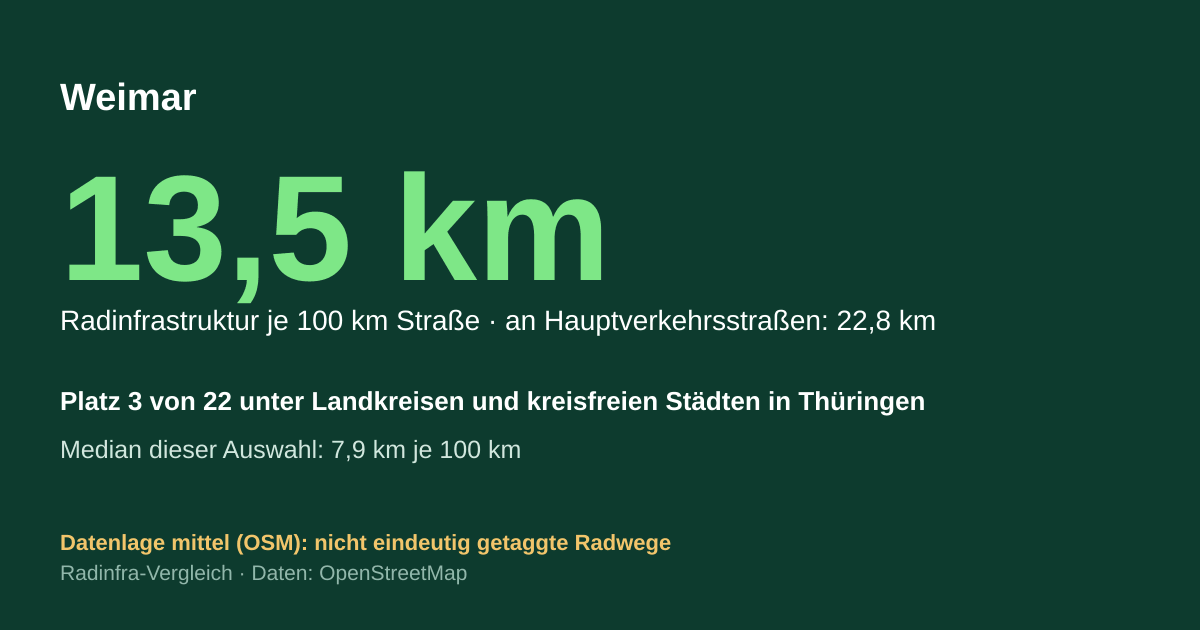 Weimar
13,5 km
Radinfrastruktur je 100 km Straße · an Hauptverkehrsstraßen: 22,8 km
Platz 3 von 22 unter Landkreisen und kreisfreien Städten in Thüringen
Median dieser Auswahl: 7,9 km je 100 km
Datenlage mittel (OSM): nicht eindeutig getaggte Radwege
Radinfra-Vergleich · Daten: OpenStreetMap